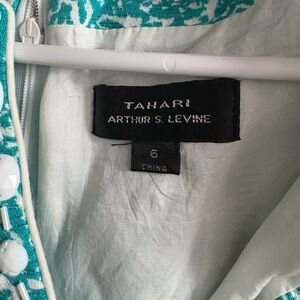 TAHARI
ARTHUR S. LEVINE
6
CHINA